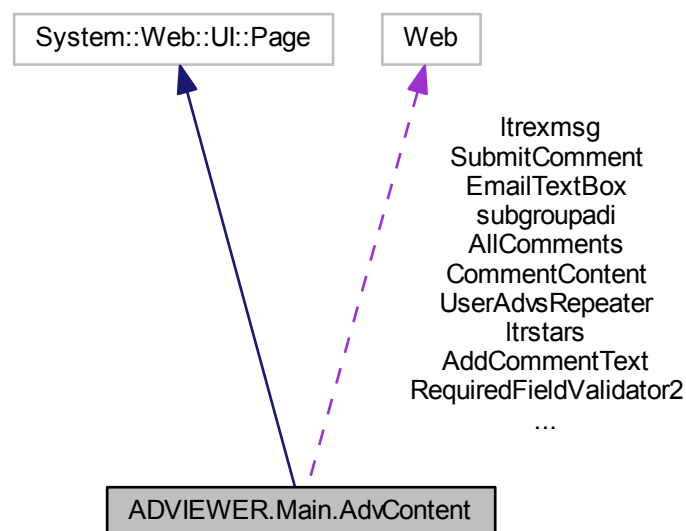 System::Web::UI::Page
Web
ltrexmsg
SubmitComment
EmailTextBox
subgroupadi
AllComments
CommentContent
UserAdvsRepeater
ltrstars
AddCommentText
RequiredFieldValidator2
...
ADVIEWER.Main.AdvContent